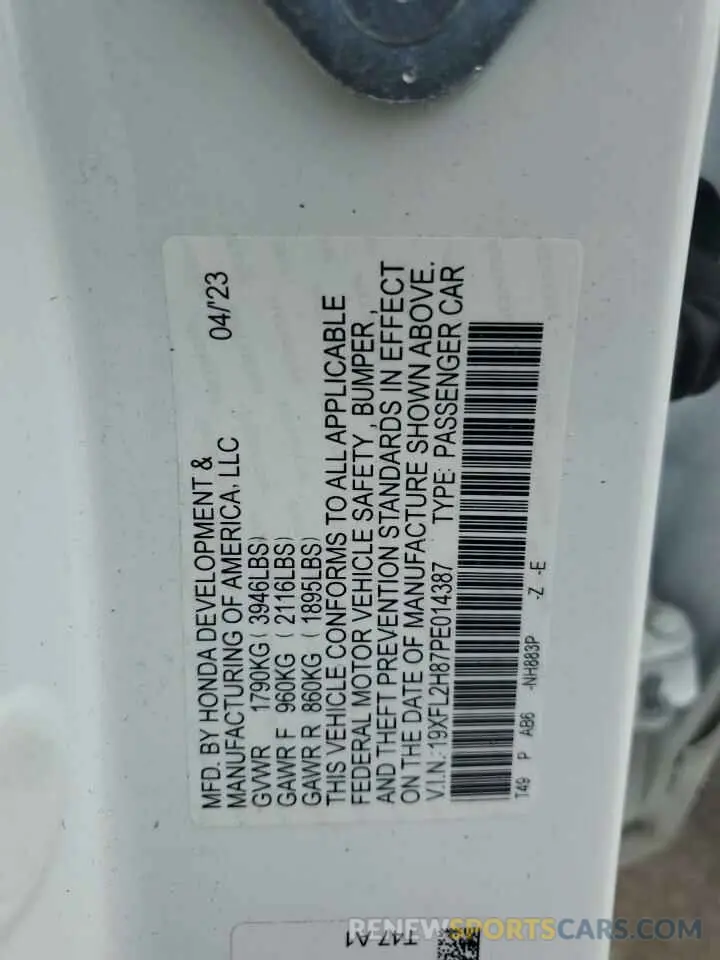 MFD. BY HONDA DEVELOPMENT &
MANUFACTURING OF AMERICA, LLC 04/'23
GVWR 1790KG (3946LBS)
GAWR F 960KG (2116LBS)
GAWR R 860KG (1895LBS)
THIS VEHICLE CONFORMS TO ALL APPLICABLE
FEDERAL MOTOR VEHICLE SAFETY, BUMPER,
AND THEFT PREVENTION STANDARDS IN EFFECT
ON THE DATE OF MANUFACTURE SHOWN ABOVE.
V.I.N.:19XFL2H87PE014387 TYPE: PASSENGER CAR
T49 P AB6 -NH883P -Z -E
T47 A1
RENEWSPORTSCARS.COM